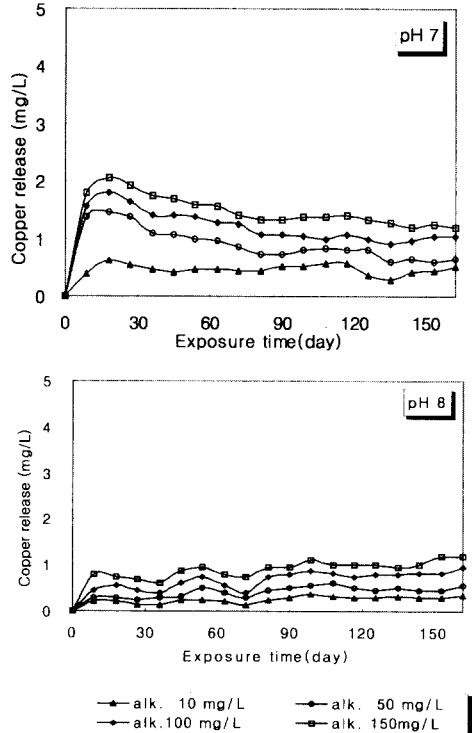 pH 7
Copper release (mg/L)
5
4
3
2
1
0
0 30 60 90 120 150
Exposure time(day)
pH 8
Copper release (mg/L)
5
4
3
2
1
0
0 30 60 90 120 150
Exposure time(day)
alk. 10 mg/L
alk. 50 mg/L
alk.100 mg/L
alk. 150mg/L